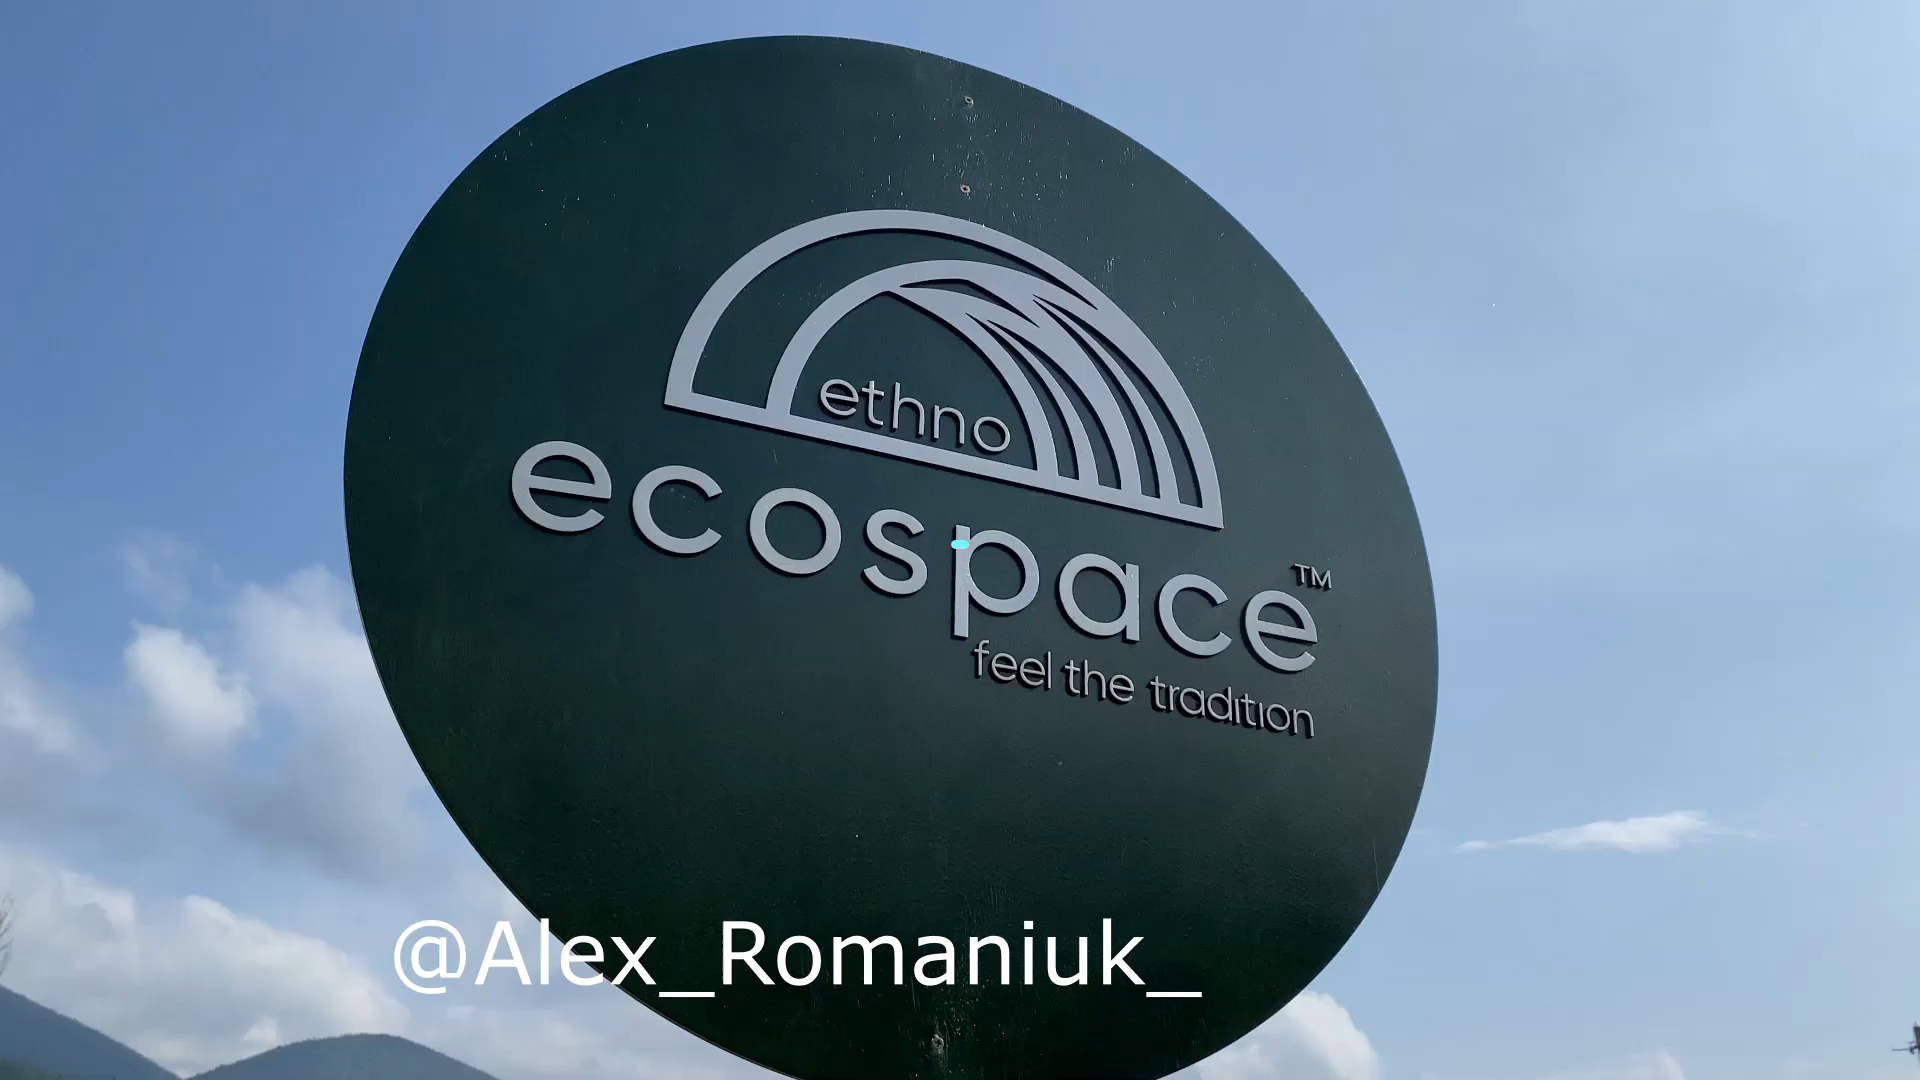 ethno
ecospace™
feel the tradition
@Alex_Romaniuk_